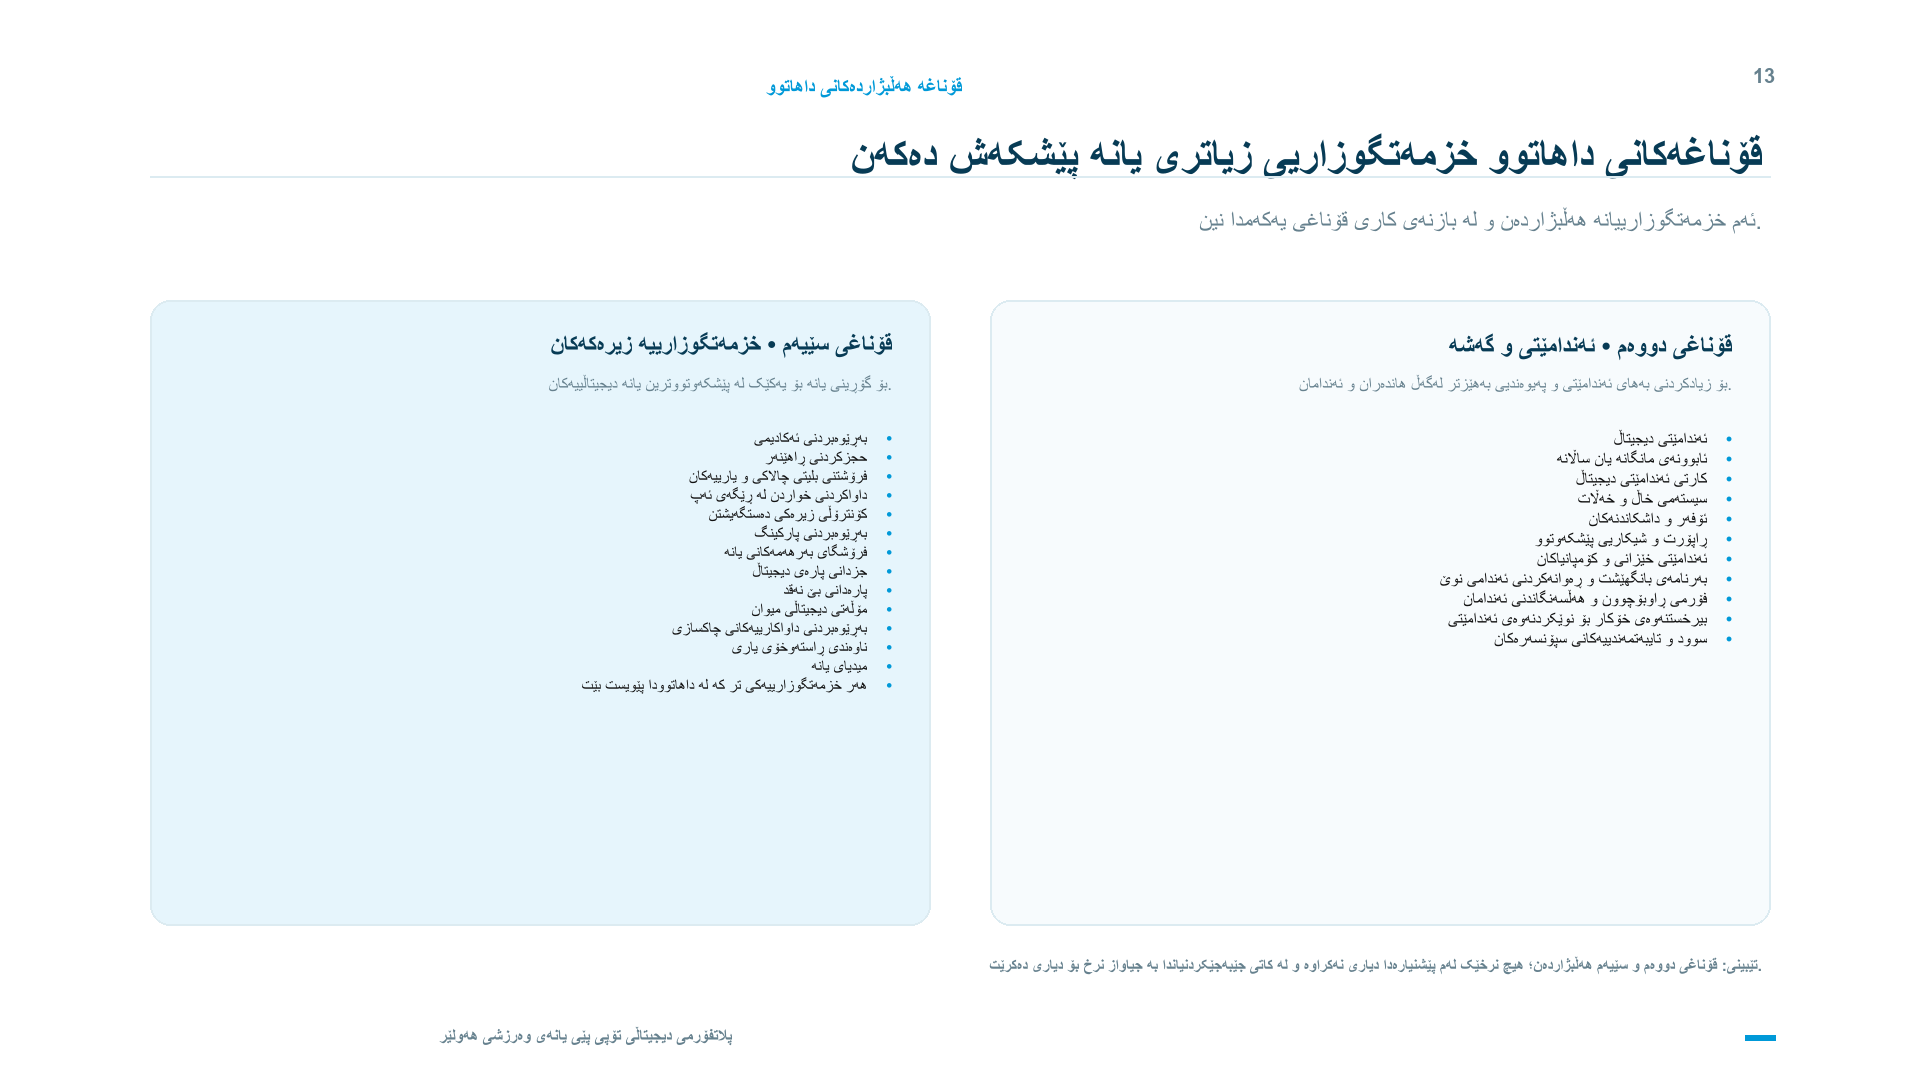 13
قۆناغە هەڵبژاردەکانی داهاتوو
قۆناغەکانی داهاتوو خزمەتگوزاریی زیاتری یانە پێشکەش دەکەن
ئەم خزمەتگوزارییانە هەڵبژاردەن و لە بازنەی کاری قۆناغی یەکەمدا نین.
قۆناغی دووەم • ئەندامێتی و گەشە
بۆ زیادکردنی بەهای ئەندامێتی و پەیوەندیی بەهێزتر لەگەڵ هاندەران و ئەندامان.
• ئەندامێتی دیجیتاڵ
• ئابوونەی مانگانە یان ساڵانە
• کارتی ئەندامێتی دیجیتاڵ
• سیستەمی خاڵ و خەڵات
• ئۆفەر و داشکاندنەکان
• ڕاپۆرت و شیکاریی پێشکەوتوو
• ئەندامێتی خێزانی و کۆمپانیاکان
• بەرنامەی بانگهێشت و ڕەوانەکردنی ئەندامی نوێ
• فۆرمی ڕاوبۆچوون و هەڵسەنگاندنی ئەندامان
• بیرخستنەوەی خۆکار بۆ نوێکردنەوەی ئەندامێتی
• سوود و تایبەتمەندییەکانی سپۆنسەرەکان
قۆناغی سێیەم • خزمەتگوزارییە زیرەکەکان
بۆ گۆڕینی یانە بۆ یەکێک لە پێشکەوتووترین یانە دیجیتاڵییەکان.
• بەڕێوەبردنی ئەکادیمی
• حجزکردنی ڕاهێنەر
• فرۆشتنی بلیتی چالاکی و یارییەکان
• داواکردنی خواردن لە ڕێگەی ئەپ
• کۆنترۆڵی زیرەکی دەستگەیشتن
• بەڕێوەبردنی پارکینگ
• فرۆشگای بەرهەمەکانی یانە
• جزدانی پارەی دیجیتاڵ
• پارەدانی بێ نەقد
• مۆڵەتی دیجیتاڵی میوان
• بەڕێوەبردنی داواکارییەکانی چاکسازی
• ناوەندی ڕاستەوخۆی یاری
• میدیای یانە
• هەر خزمەتگوزارییەکی تر کە لە داهاتوودا پێویست بێت
تێبینی: قۆناغی دووەم و سێیەم هەڵبژاردەن؛ هیچ نرخێک لەم پێشنیارەدا دیاری نەکراوە و لە کاتی جێبەجێکردنیاندا بە جیاواز نرخ بۆ دیاری دەکرێت.
پلاتفۆرمی دیجیتاڵی تۆپی پێی یانەی وەرزشی هەولێر